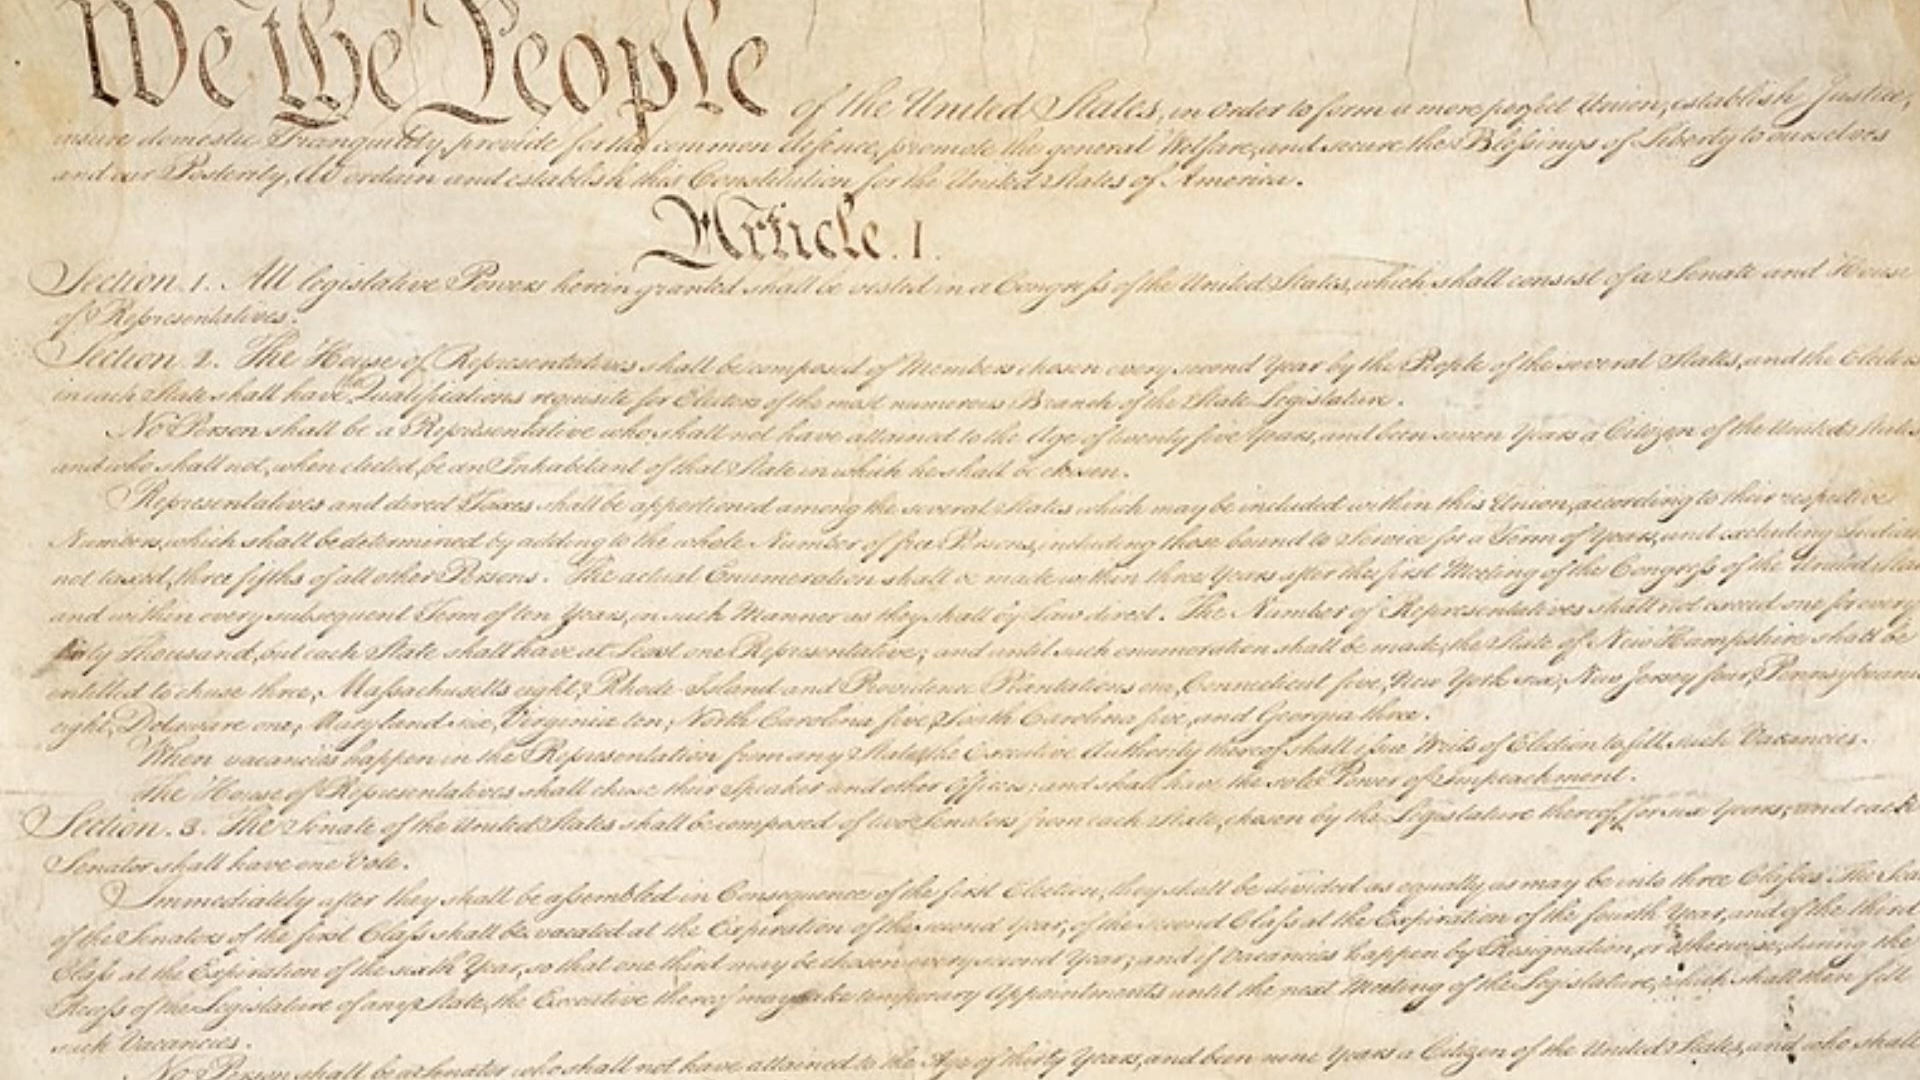 We the People of the United States, in Order to form a more perfect Union, establish Justice,
insure domestic Tranquility, provide for the common defence, promote the general Welfare, and secure the Blessings of Liberty to ourselves
and our Posterity, do ordain and establish this Constitution for the United States of America.
Article. I.
Section. 1. All legislative Powers herein granted shall be vested in a Congress of the United States, which shall consist of a Senate and House
of Representatives.
Section. 2. The House of Representatives shall be composed of Members chosen every second Year by the People of the several States, and the Electors
in each State shall have the Qualifications requisite for Electors of the most numerous Branch of the State Legislature.
No Person shall be a Representative who shall not have attained to the Age of twenty five Years, and been seven Years a Citizen of the United States,
and who shall not, when elected, be an Inhabitant of that State in which he shall be chosen.
Representatives and direct Taxes shall be apportioned among the several States which may be included within this Union, according to their respective
Numbers, which shall be determined by adding to the whole Number of free Persons, including those bound to Service for a Term of Years, and excluding Indians
not taxed, three fifths of all other Persons. The actual Enumeration shall be made within three Years after the first Meeting of the Congress of the United States,
and within every subsequent Term of ten Years, in such Manner as they shall by Law direct. The Number of Representatives shall not exceed one for every
thirty Thousand, but each State shall have at Least one Representative; and until such enumeration shall be made, the State of New Hampshire shall be
entitled to chuse three, Massachusetts eight, Rhode-Island and Providence Plantations one, Connecticut five, New-York six, New Jersey four, Pennsylvania
eight, Delaware one, Maryland six, Virginia ten, North Carolina five, South Carolina five, and Georgia three.
When vacancies happen in the Representation from any State, the Executive Authority thereof shall issue Writs of Election to fill such Vacancies.
The House of Representatives shall chuse their Speaker and other Officers; and shall have the sole Power of Impeachment.
Section. 3. The Senate of the United States shall be composed of two Senators from each State, chosen by the Legislature thereof, for six Years; and each
Senator shall have one Vote.
Immediately after they shall be assembled in Consequence of the first Election, they shall be divided as equally as may be into three Classes. The Seats
of the Senators of the first Class shall be vacated at the Expiration of the second Year, of the second Class at the Expiration of the fourth Year, and of the third
Class at the Expiration of the sixth Year, so that one third may be chosen every second Year; and if Vacancies happen by Resignation, or otherwise, during the
Recess of the Legislature of any State, the Executive thereof may make temporary Appointments until the next Meeting of the Legislature, which shall then fill
such Vacancies.
No Person shall be a Senator who shall not have attained to the Age of thirty Years, and been nine Years a Citizen of the United States, and who shall